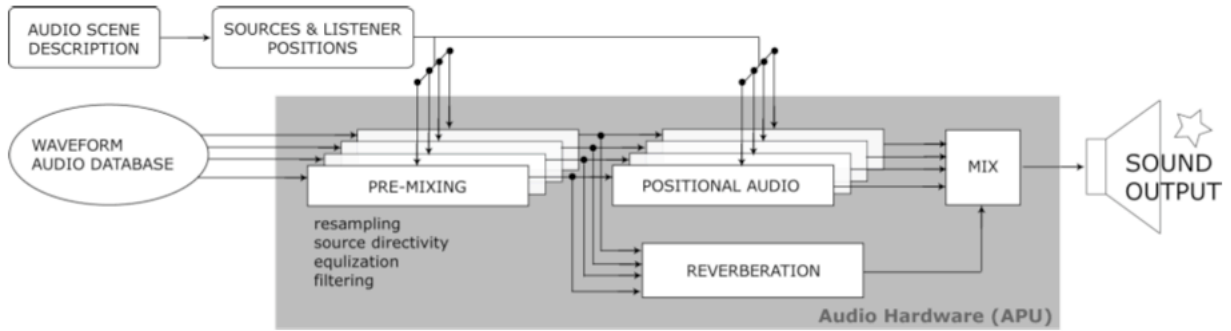 AUDIO SCENE
DESCRIPTION
SOURCES & LISTENER
POSITIONS
WAVEFORM
AUDIO DATABASE
PRE-MIXING
resampling
source directivity
equlization
filtering
POSITIONAL AUDIO
REVERBERATION
MIX
SOUND
OUTPUT
Audio Hardware (APU)